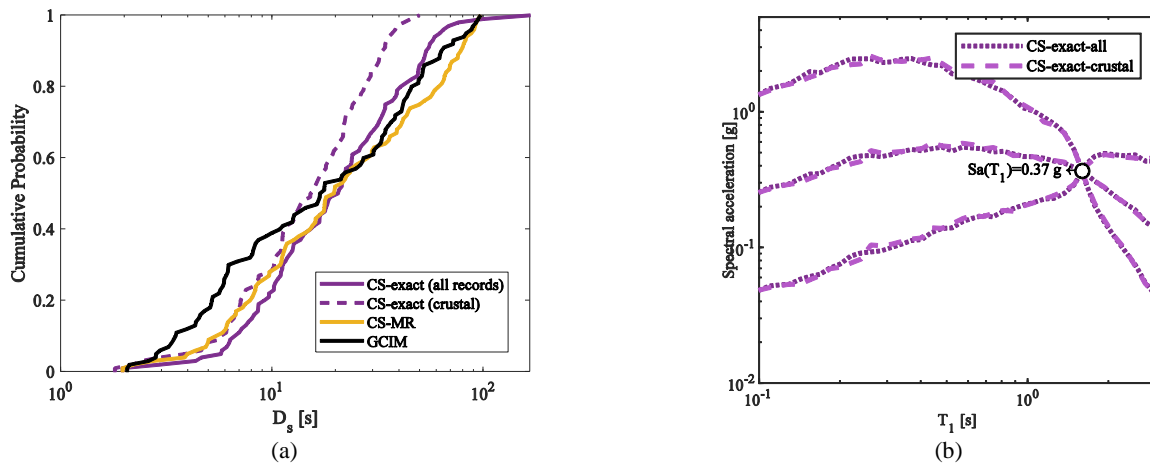 1
0.8
0.6
0.4
0.2
0
Cumulative Probability
CS-exact (all records)
CS-exact (crustal)
CS-MR
GCIM
10^0
10^1
10^2
D_s [s]
(a)
Spectral acceleration [g]
10^0
10^-1
10^-2
CS-exact-all
CS-exact-crustal
Sa(T_1)=0.37 g
10^-1
10^0
T_1 [s]
(b)